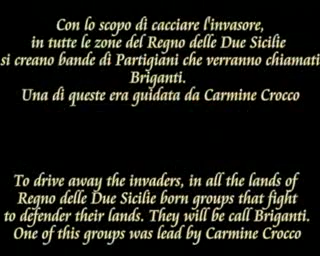 Con lo scopo di cacciare l'invasore,
in tutte le zone del Regno delle Due Sicilie
si creano bande di Partigiani che verranno chiamati
Briganti.
Una di queste era guidata da Carmine Crocco
To drive away the invaders, in all the lands of
Regno delle Due Sicilie born groups that fight
to defender their lands. They will be call Briganti.
One of this groups was lead by Carmine Crocco